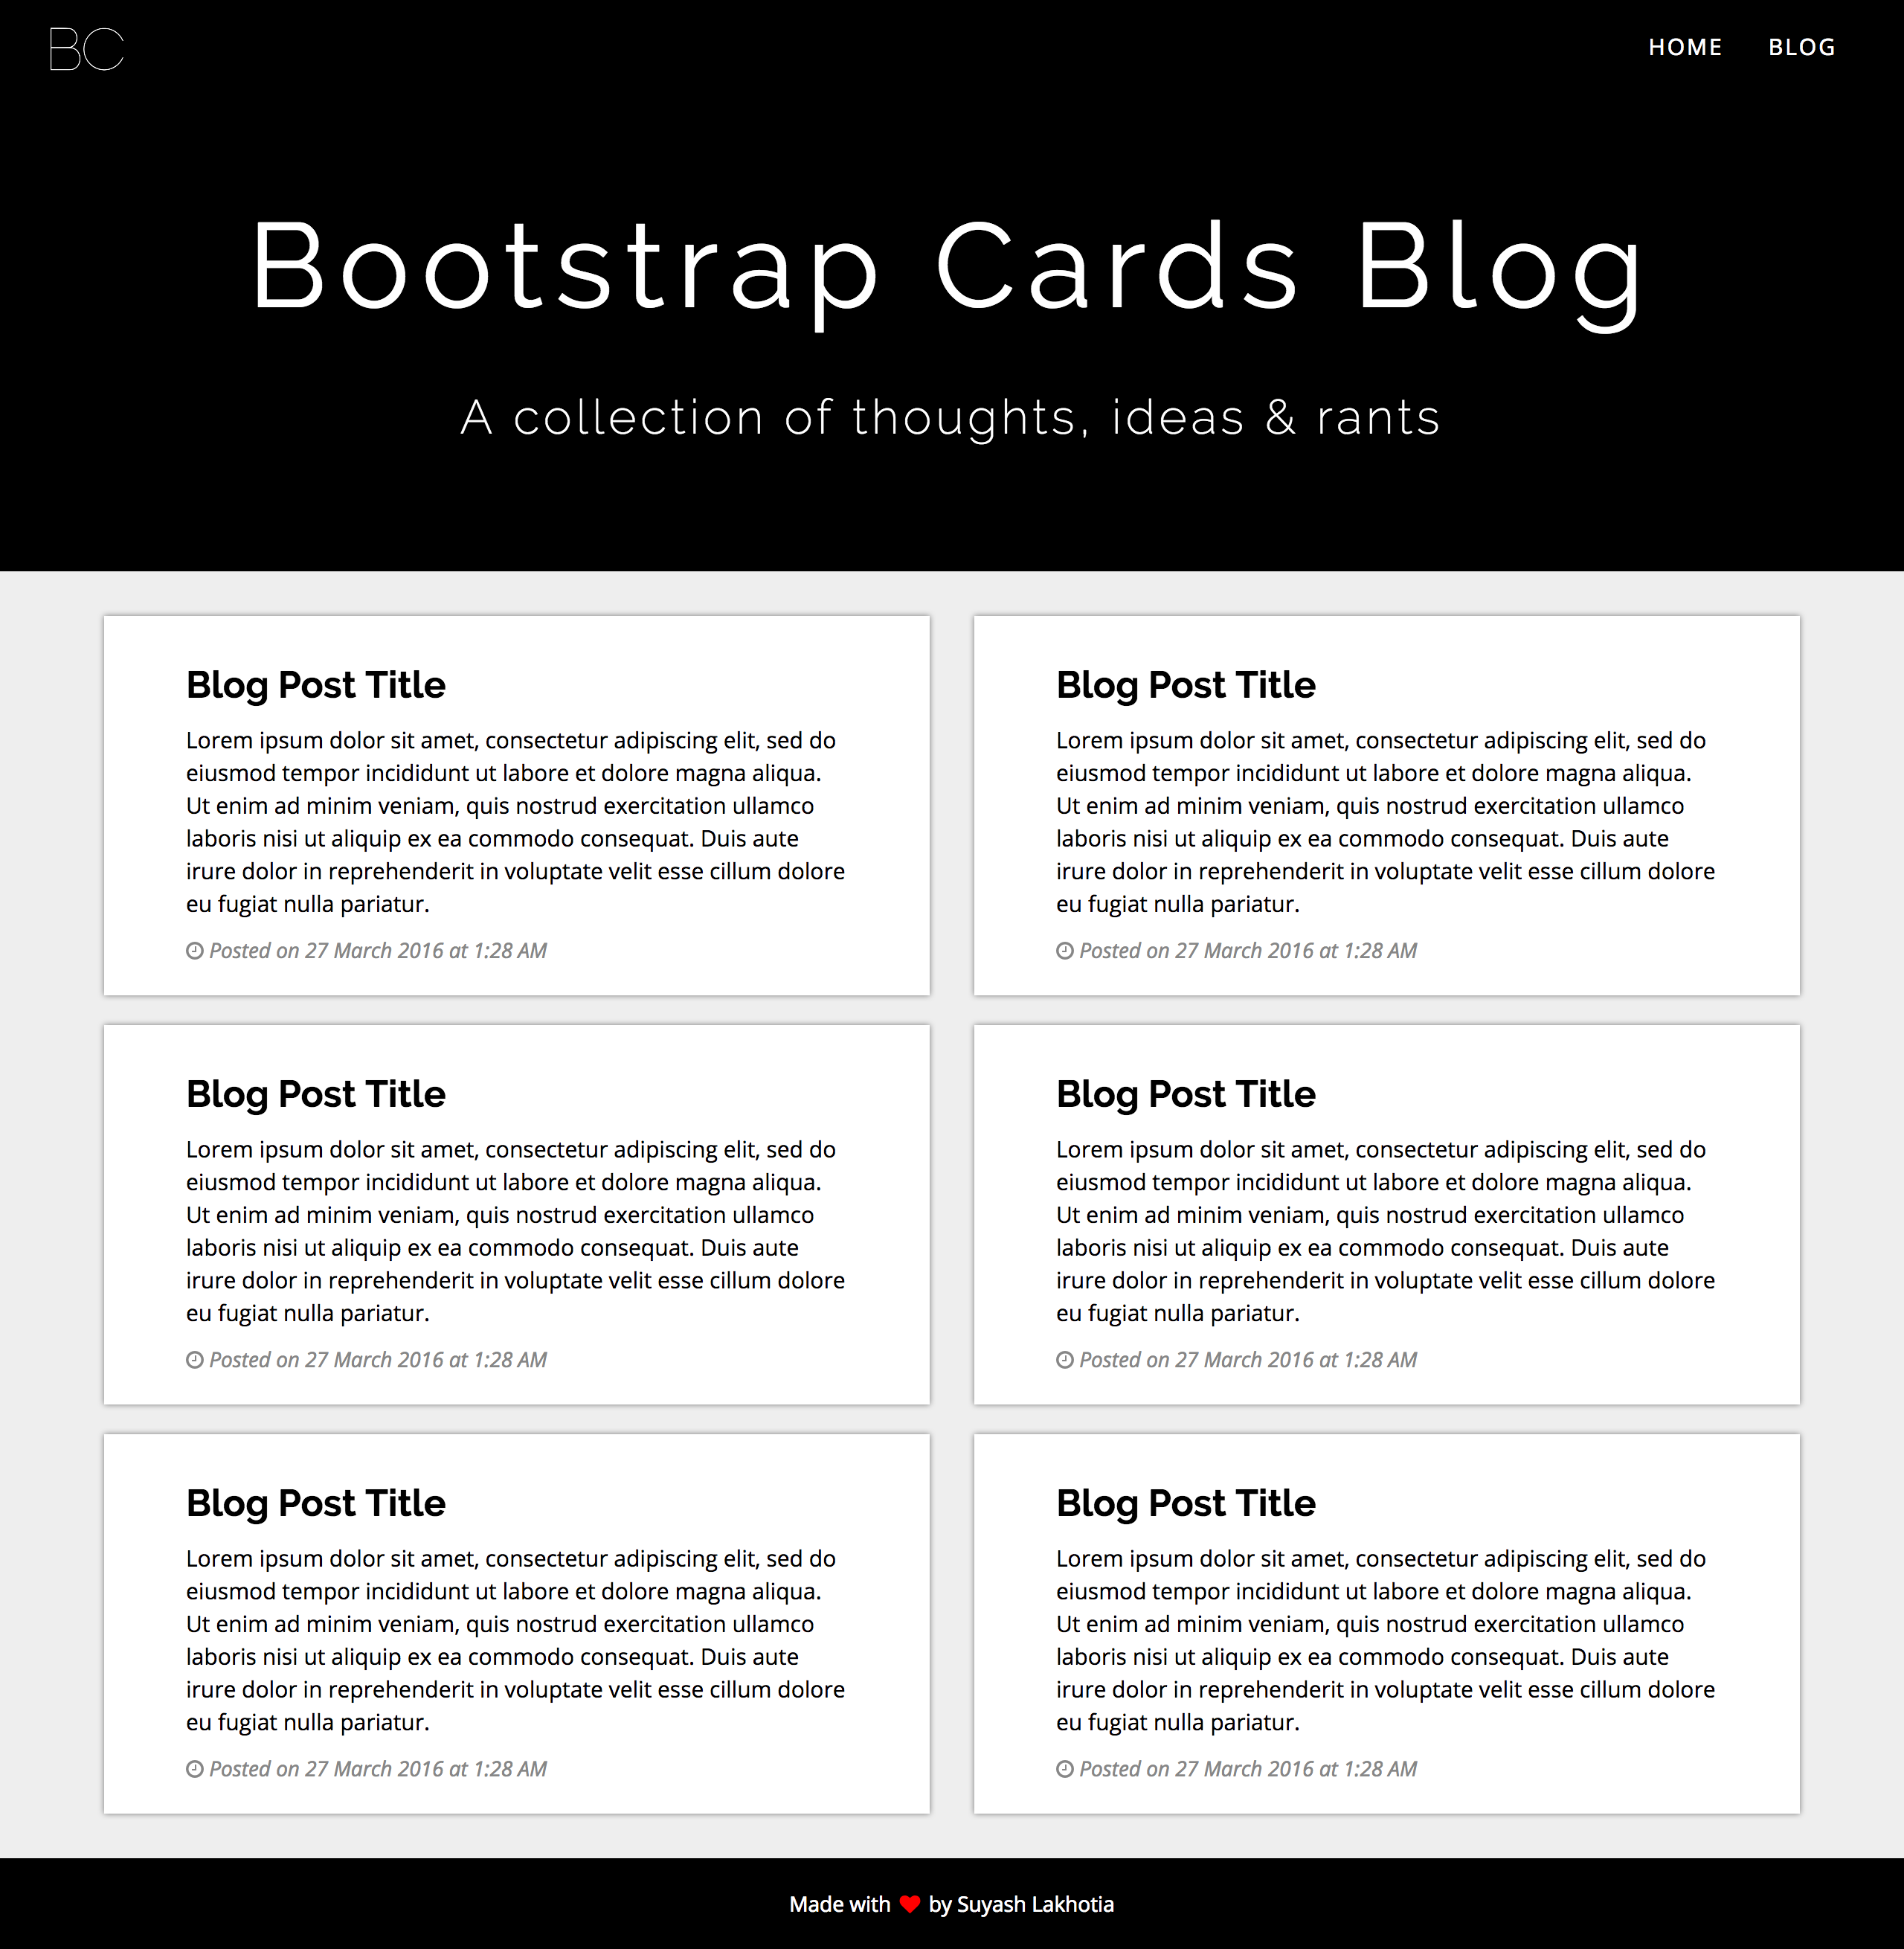 BC
HOME BLOG
Bootstrap Cards Blog
A collection of thoughts, ideas & rants
Blog Post Title
Lorem ipsum dolor sit amet, consectetur adipiscing elit, sed do
eiusmod tempor incididunt ut labore et dolore magna aliqua.
Ut enim ad minim veniam, quis nostrud exercitation ullamco
laboris nisi ut aliquip ex ea commodo consequat. Duis aute
irure dolor in reprehenderit in voluptate velit esse cillum dolore
eu fugiat nulla pariatur.
Posted on 27 March 2016 at 1:28 AM
Blog Post Title
Lorem ipsum dolor sit amet, consectetur adipiscing elit, sed do
eiusmod tempor incididunt ut labore et dolore magna aliqua.
Ut enim ad minim veniam, quis nostrud exercitation ullamco
laboris nisi ut aliquip ex ea commodo consequat. Duis aute
irure dolor in reprehenderit in voluptate velit esse cillum dolore
eu fugiat nulla pariatur.
Posted on 27 March 2016 at 1:28 AM
Blog Post Title
Lorem ipsum dolor sit amet, consectetur adipiscing elit, sed do
eiusmod tempor incididunt ut labore et dolore magna aliqua.
Ut enim ad minim veniam, quis nostrud exercitation ullamco
laboris nisi ut aliquip ex ea commodo consequat. Duis aute
irure dolor in reprehenderit in voluptate velit esse cillum dolore
eu fugiat nulla pariatur.
Posted on 27 March 2016 at 1:28 AM
Blog Post Title
Lorem ipsum dolor sit amet, consectetur adipiscing elit, sed do
eiusmod tempor incididunt ut labore et dolore magna aliqua.
Ut enim ad minim veniam, quis nostrud exercitation ullamco
laboris nisi ut aliquip ex ea commodo consequat. Duis aute
irure dolor in reprehenderit in voluptate velit esse cillum dolore
eu fugiat nulla pariatur.
Posted on 27 March 2016 at 1:28 AM
Blog Post Title
Lorem ipsum dolor sit amet, consectetur adipiscing elit, sed do
eiusmod tempor incididunt ut labore et dolore magna aliqua.
Ut enim ad minim veniam, quis nostrud exercitation ullamco
laboris nisi ut aliquip ex ea commodo consequat. Duis aute
irure dolor in reprehenderit in voluptate velit esse cillum dolore
eu fugiat nulla pariatur.
Posted on 27 March 2016 at 1:28 AM
Blog Post Title
Lorem ipsum dolor sit amet, consectetur adipiscing elit, sed do
eiusmod tempor incididunt ut labore et dolore magna aliqua.
Ut enim ad minim veniam, quis nostrud exercitation ullamco
laboris nisi ut aliquip ex ea commodo consequat. Duis aute
irure dolor in reprehenderit in voluptate velit esse cillum dolore
eu fugiat nulla pariatur.
Posted on 27 March 2016 at 1:28 AM
Made with ♥ by Suyash Lakhotia